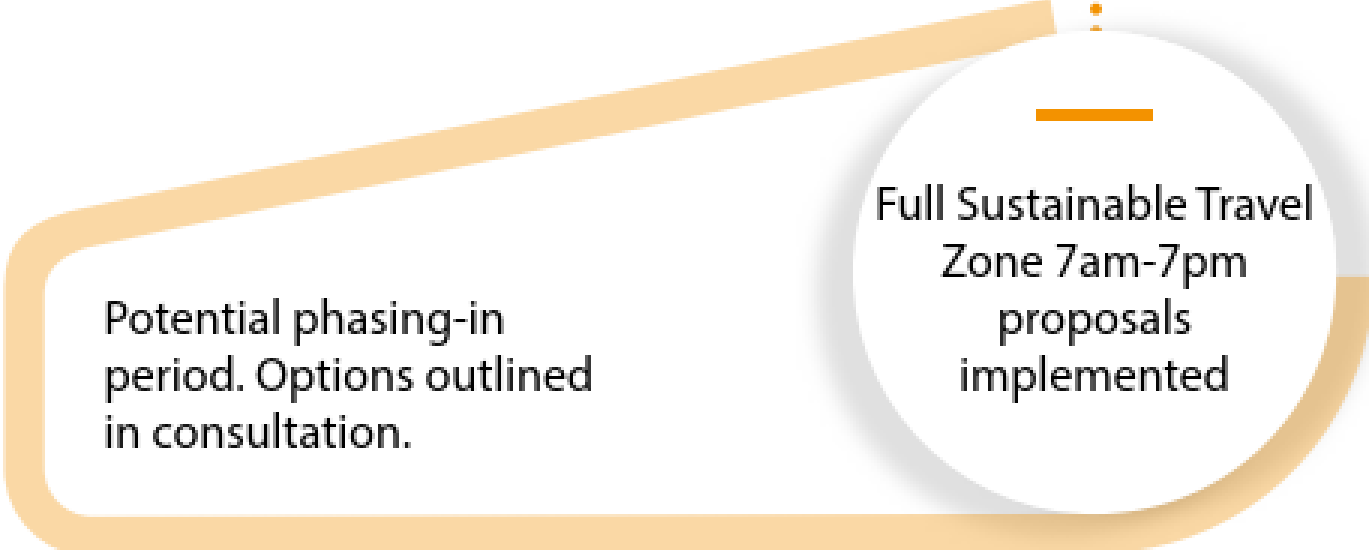 Potential phasing-in
period. Options outlined
in consultation.
Full Sustainable Travel
Zone 7am-7pm
proposals
implemented